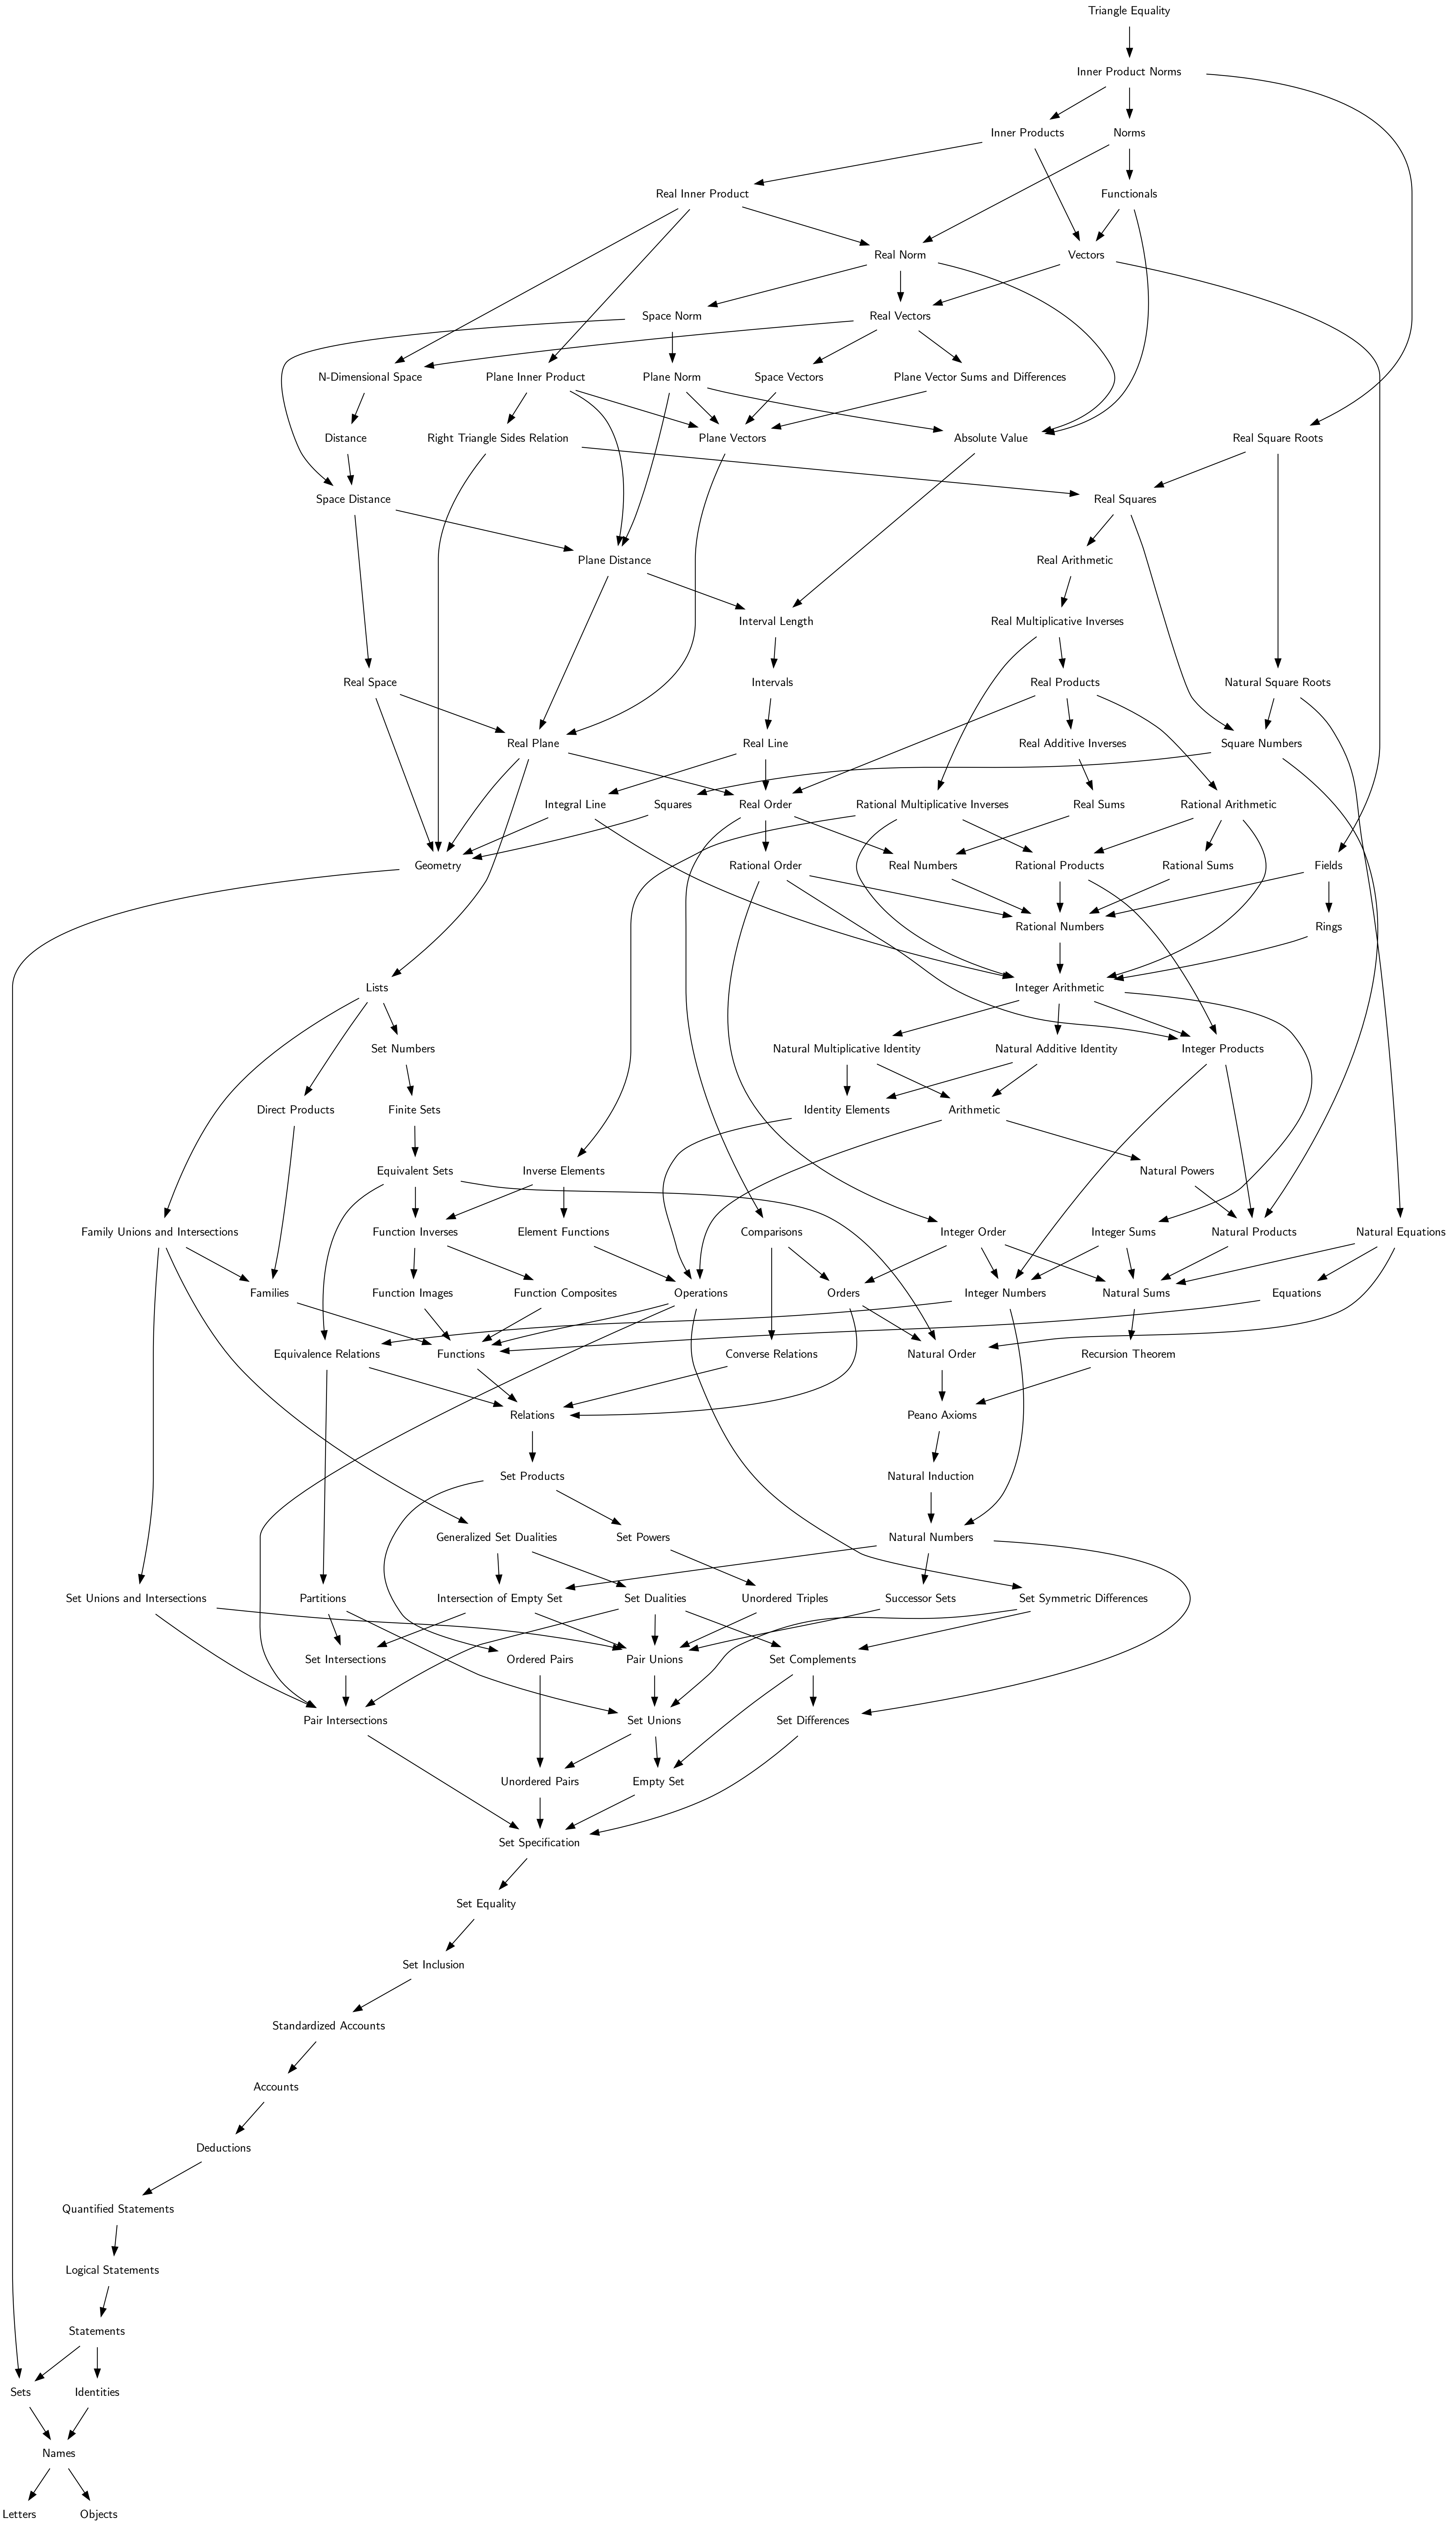 Triangle Equality
Inner Product Norms
Inner Products
Norms
Real Inner Product
Functionals
Real Norm
Vectors
Space Norm
Real Vectors
N-Dimensional Space
Plane Inner Product
Plane Norm
Space Vectors
Plane Vector Sums and Differences
Distance
Right Triangle Sides Relation
Plane Vectors
Absolute Value
Real Square Roots
Space Distance
Real Squares
Plane Distance
Real Arithmetic
Interval Length
Real Multiplicative Inverses
Real Space
Intervals
Real Products
Natural Square Roots
Real Plane
Real Line
Real Additive Inverses
Square Numbers
Integral Line
Squares
Real Order
Rational Multiplicative Inverses
Real Sums
Rational Arithmetic
Geometry
Rational Order
Real Numbers
Rational Products
Rational Sums
Fields
Rational Numbers
Rings
Lists
Integer Arithmetic
Set Numbers
Natural Multiplicative Identity
Natural Additive Identity
Integer Products
Direct Products
Finite Sets
Identity Elements
Arithmetic
Equivalent Sets
Inverse Elements
Natural Powers
Family Unions and Intersections
Function Inverses
Element Functions
Comparisons
Integer Order
Integer Sums
Natural Products
Natural Equations
Families
Function Images
Function Composites
Operations
Orders
Integer Numbers
Natural Sums
Equations
Equivalence Relations
Functions
Converse Relations
Natural Order
Recursion Theorem
Relations
Peano Axioms
Set Products
Natural Induction
Generalized Set Dualities
Set Powers
Natural Numbers
Set Unions and Intersections
Partitions
Intersection of Empty Set
Set Dualities
Unordered Triples
Successor Sets
Set Symmetric Differences
Set Intersections
Ordered Pairs
Pair Unions
Set Complements
Pair Intersections
Set Unions
Set Differences
Unordered Pairs
Empty Set
Set Specification
Set Equality
Set Inclusion
Standardized Accounts
Accounts
Deductions
Quantified Statements
Logical Statements
Statements
Sets
Identities
Names
Letters
Objects